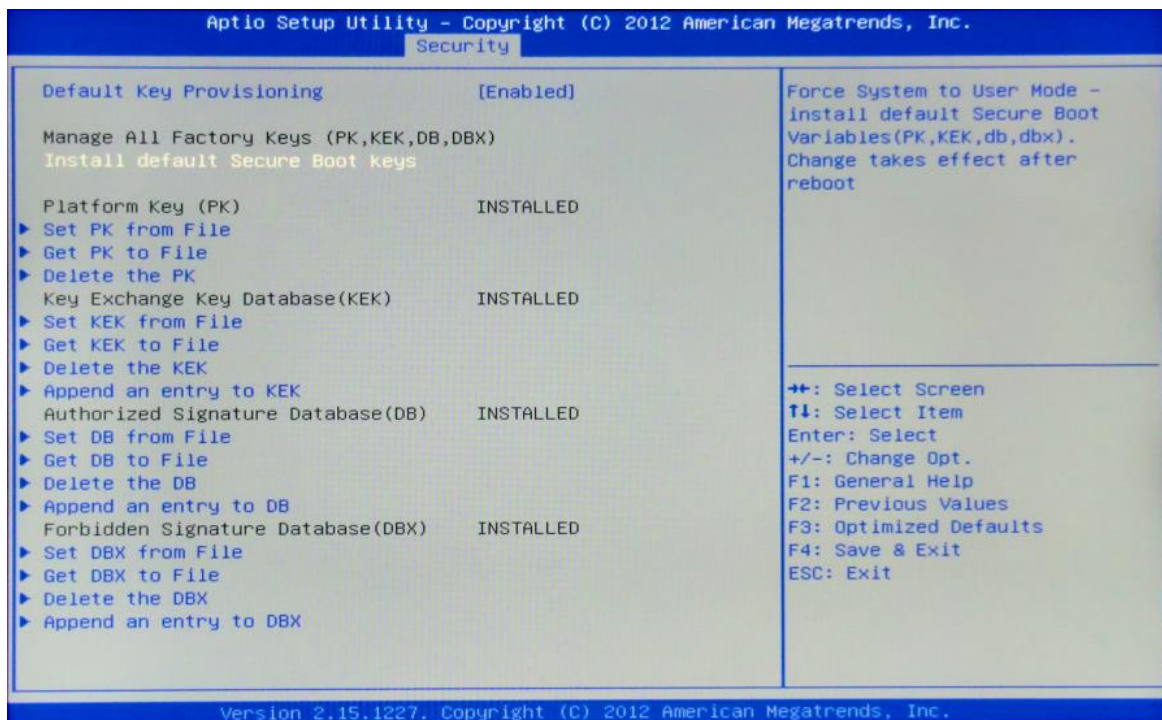 Aptio Setup Utility – Copyright (C) 2012 American Megatrends, Inc.
Security
Default Key Provisioning [Enabled]
Manage All Factory Keys (PK,KEK,DB,DBX)
Install default Secure Boot keys
Platform Key (PK) INSTALLED
Set PK from File
Get PK to File
Delete the PK
Key Exchange Key Database(KEK) INSTALLED
Set KEK from File
Get KEK to File
Delete the KEK
Append an entry to KEK
Authorized Signature Database(DB) INSTALLED
Set DB from File
Get DB to File
Delete the DB
Append an entry to DB
Forbidden Signature Database(DBX) INSTALLED
Set DBX from File
Get DBX to File
Delete the DBX
Append an entry to DBX
Force System to User Mode –
install default Secure Boot
Variables(PK,KEK,db,dbx).
Change takes effect after
reboot
→←: Select Screen
↑↓: Select Item
Enter: Select
+/-: Change Opt.
F1: General Help
F2: Previous Values
F3: Optimized Defaults
F4: Save & Exit
ESC: Exit
Version 2.15.1227. Copyright (C) 2012 American Megatrends, Inc.